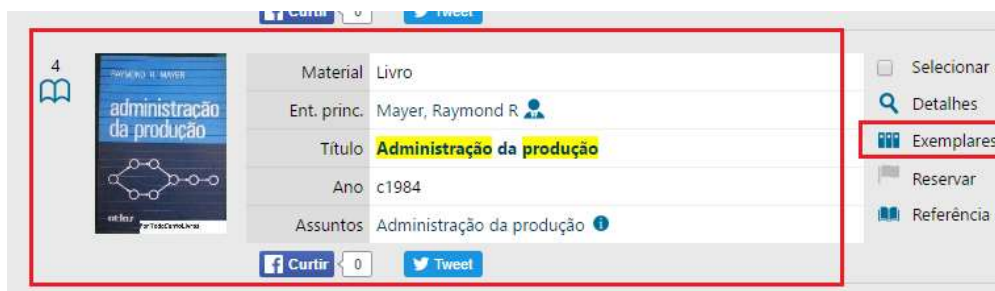 Curtir 0 Tweet
4
RAYMOND R. MAYER
administração
da produção
atlas
PorTodoCantoLivros
Material Livro
Ent. princ. Mayer, Raymond R
Título Administração da produção
Ano c1984
Assuntos Administração da produção
Curtir 0 Tweet
Selecionar
Detalhes
Exemplares
Reservar
Referência